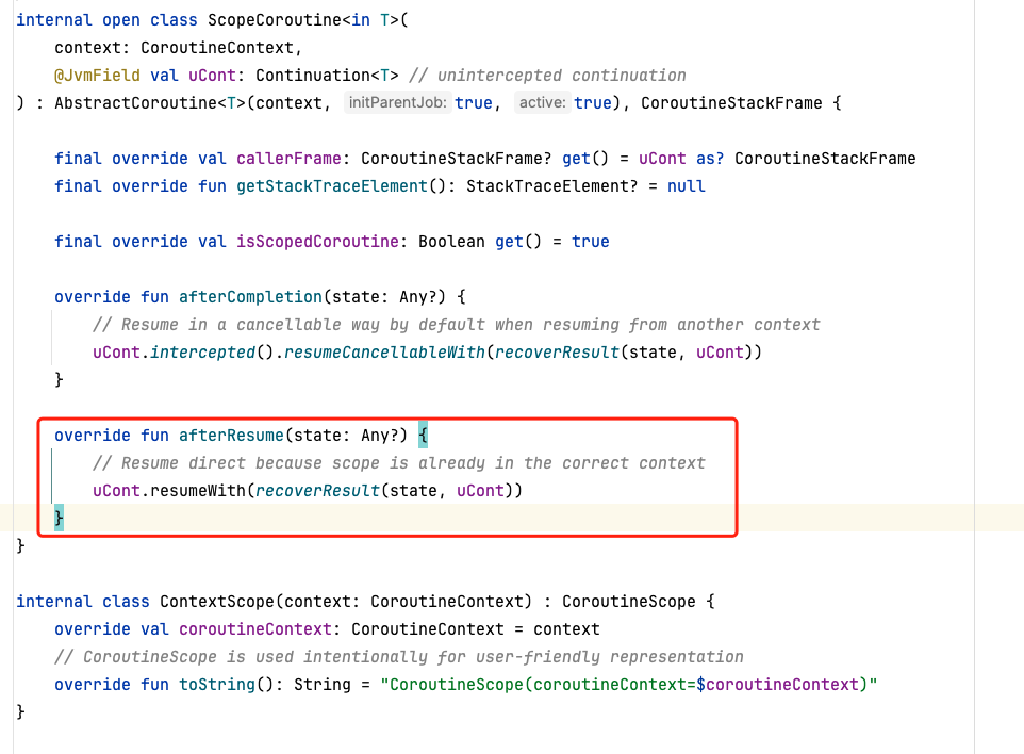 internal open class ScopeCoroutine<in T>(
    context: CoroutineContext,
    @JvmField val uCont: Continuation<T> // unintercepted continuation
) : AbstractCoroutine<T>(context, initParentJob: true, active: true), CoroutineStackFrame {
    final override val callerFrame: CoroutineStackFrame? get() = uCont as? CoroutineStackFrame
    final override fun getStackTraceElement(): StackTraceElement? = null
    final override val isScopedCoroutine: Boolean get() = true
    override fun afterCompletion(state: Any?) {
        // Resume in a cancellable way by default when resuming from another context
        uCont.intercepted().resumeCancellableWith(recoverResult(state, uCont))
    }
    override fun afterResume(state: Any?) {
        // Resume direct because scope is already in the correct context
        uCont.resumeWith(recoverResult(state, uCont))
    }
}
internal class ContextScope(context: CoroutineContext) : CoroutineScope {
    override val coroutineContext: CoroutineContext = context
    // CoroutineScope is used intentionally for user-friendly representation
    override fun toString(): String = "CoroutineScope(coroutineContext=$coroutineContext)"
}